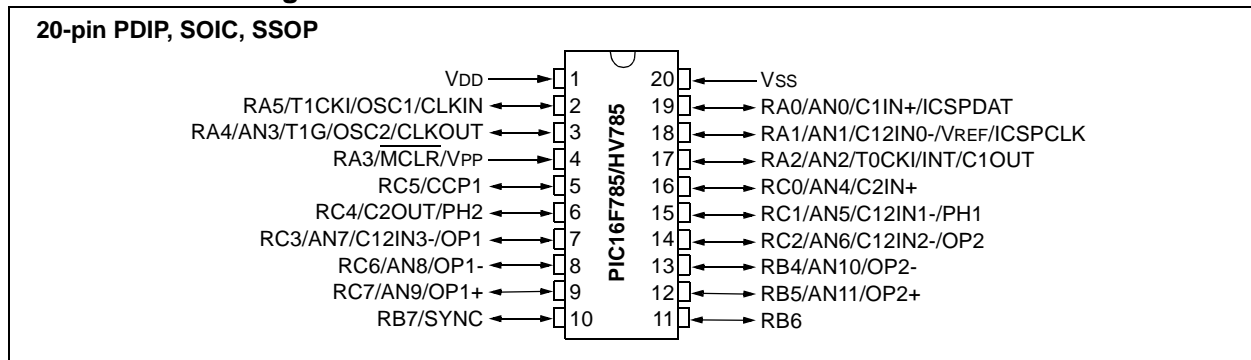 20-pin PDIP, SOIC, SSOP
VDD 1 20 VSS
RA5/T1CKI/OSC1/CLKIN 2 19 RA0/AN0/C1IN+/ICSPDAT
RA4/AN3/T1G/OSC2/CLKOUT 3 18 RA1/AN1/C12IN0-/VREF/ICSPCLK
RA3/MCLR/VPP 4 17 RA2/AN2/T0CKI/INT/C1OUT
RC5/CCP1 5 16 RC0/AN4/C2IN+
RC4/C2OUT/PH2 6 15 RC1/AN5/C12IN1-/PH1
RC3/AN7/C12IN3-/OP1 7 14 RC2/AN6/C12IN2-/OP2
RC6/AN8/OP1- 8 13 RB4/AN10/OP2-
RC7/AN9/OP1+ 9 12 RB5/AN11/OP2+
RB7/SYNC 10 11 RB6
PIC16F785/HV785